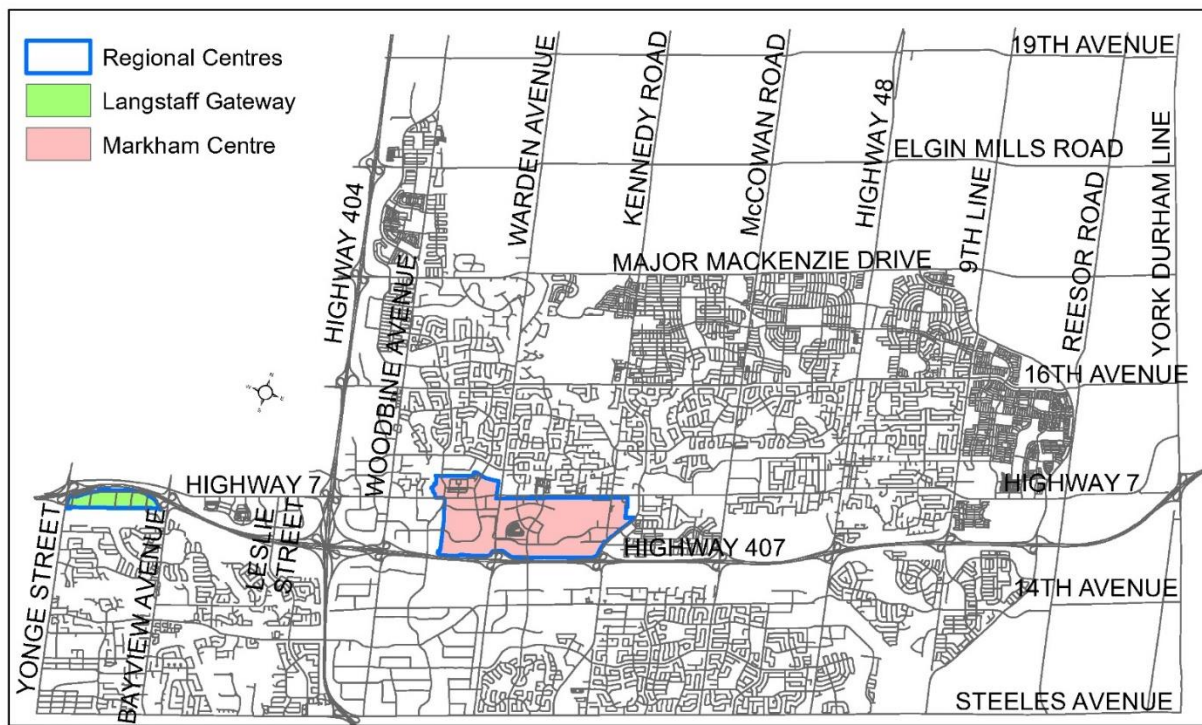 Regional Centres
Langstaff Gateway
Markham Centre
19TH AVENUE
ELGIN MILLS ROAD
MAJOR MACKENZIE DRIVE
16TH AVENUE
HIGHWAY 7
HIGHWAY 7
HIGHWAY 407
14TH AVENUE
STEELES AVENUE
YONGE STREET
BAYVIEW AVENUE
LESLIE
STREET
HIGHWAY 404
WOODBINE AVENUE
WARDEN AVENUE
KENNEDY ROAD
McCOWAN ROAD
HIGHWAY 48
9TH LINE
REESOR ROAD
YORK DURHAM LINE